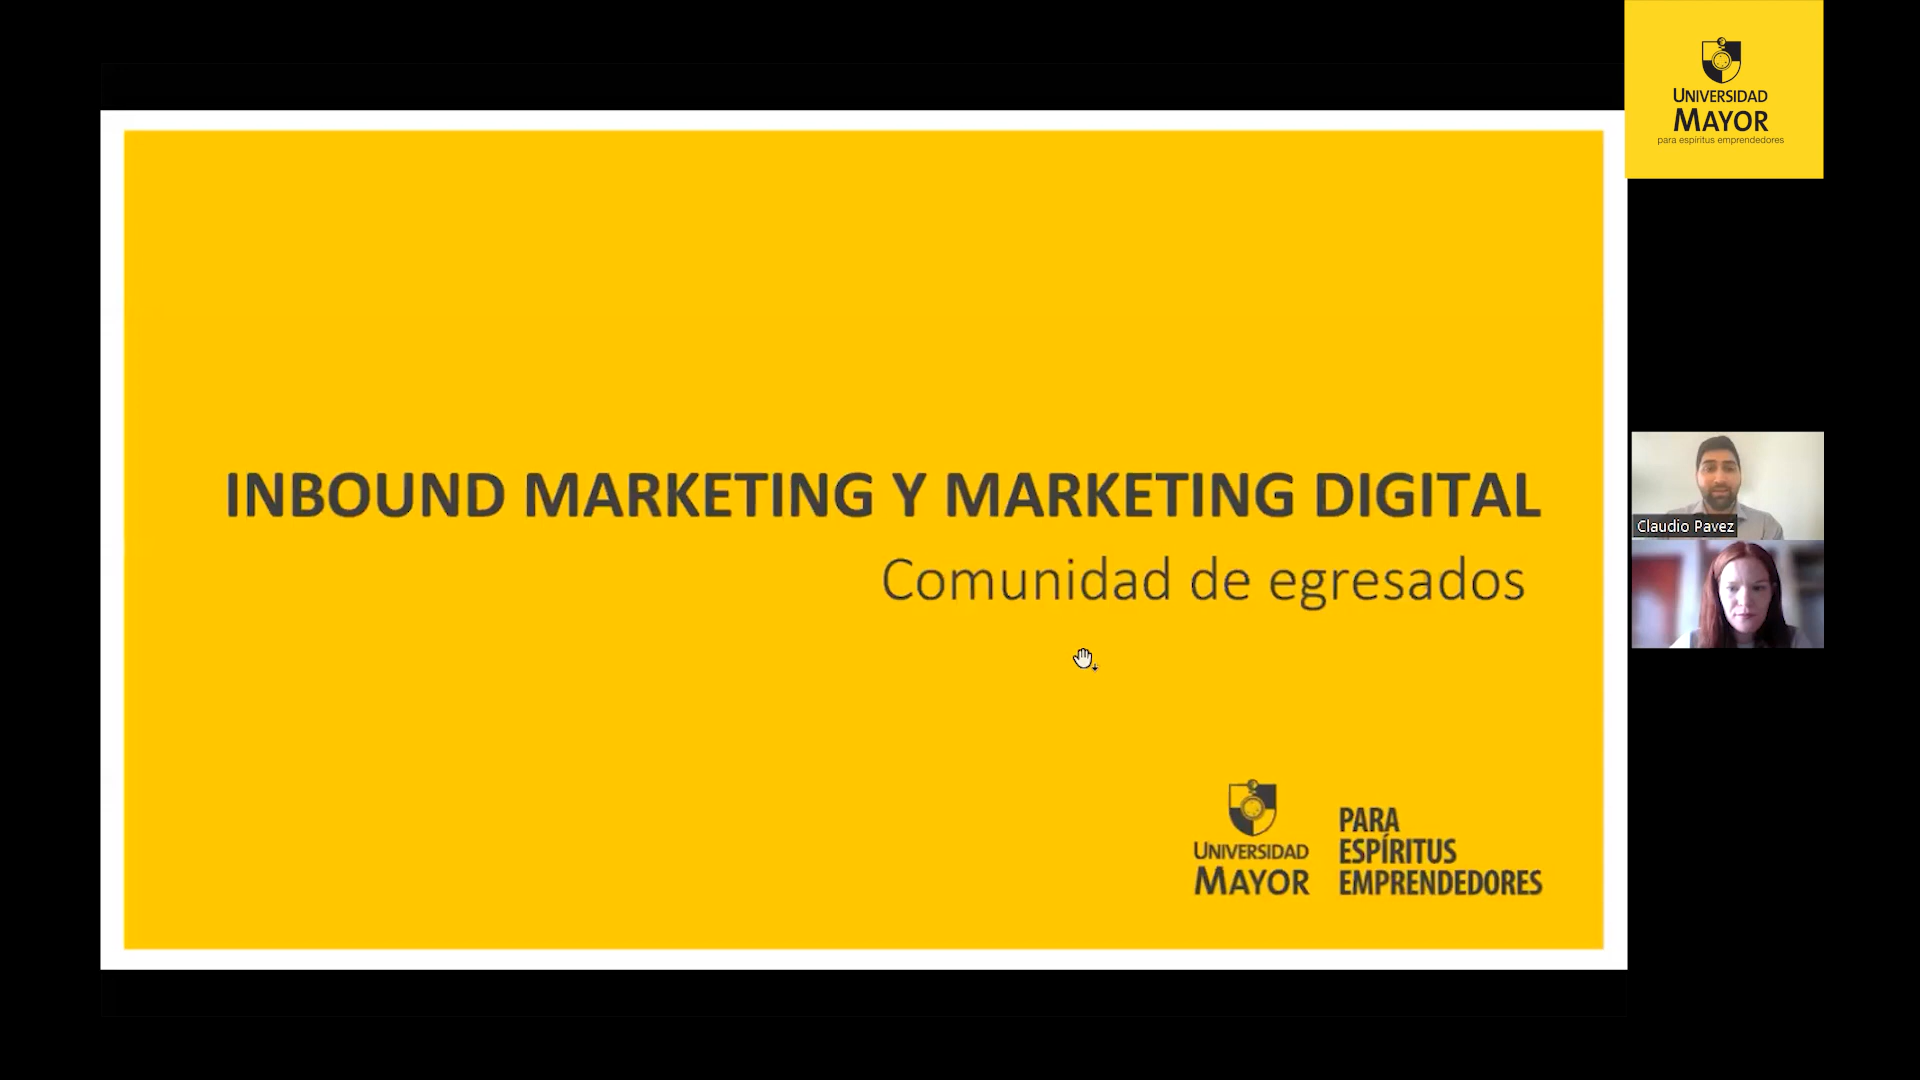 INBOUND MARKETING Y MARKETING DIGITAL
Comunidad de egresados
UNIVERSIDAD
MAYOR
PARA
ESPÍRITUS
EMPRENDEDORES
UNIVERSIDAD
MAYOR
para espíritus emprendedores
Claudio Pavez